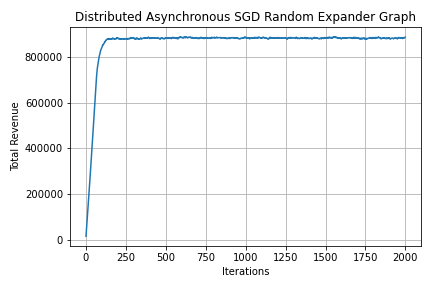 Distributed Asynchronous SGD Random Expander Graph
Total Revenue
800000
600000
400000
200000
0
0 250 500 750 1000 1250 1500 1750 2000
Iterations